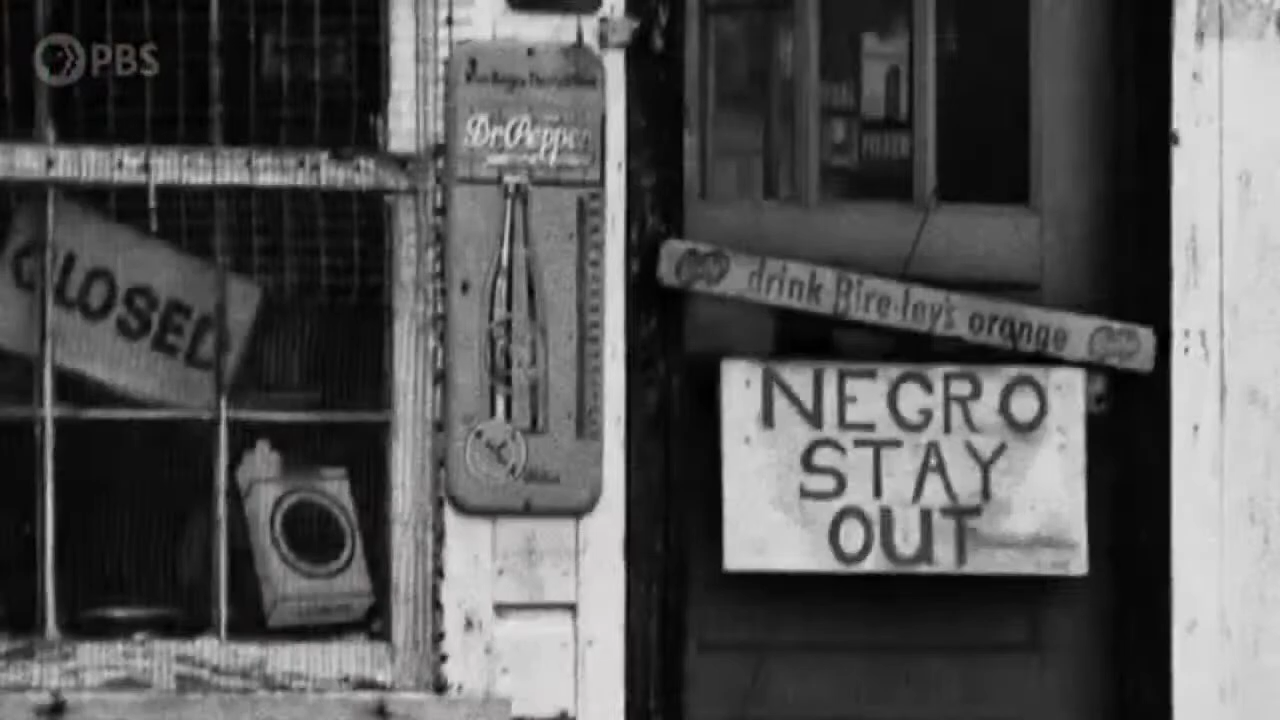 PBS
CLOSED
Dr Pepper
drink Bire-ley's orange
NEGRO
STAY
OUT